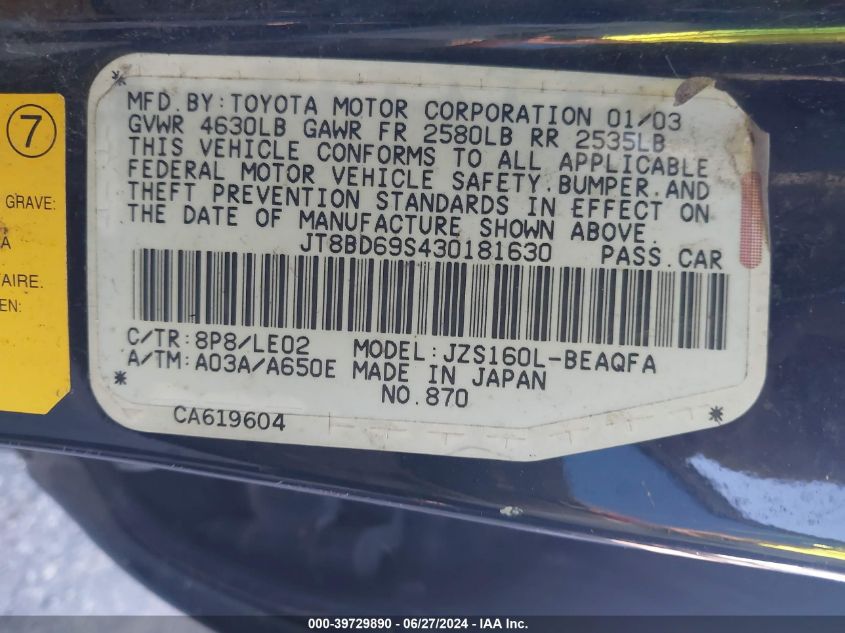 MFD.BY:TOYOTA MOTOR CORPORATION 01/03
GVWR 4630LB GAWR FR 2580LB RR 2535LB
THIS VEHICLE CONFORMS TO ALL APPLICABLE
FEDERAL MOTOR VEHICLE SAFETY.BUMPER.AND
THEFT PREVENTION STANDARDS IN EFFECT ON
THE DATE OF MANUFACTURE SHOWN ABOVE.
JT8BD69S430181630 PASS.CAR
C/TR:8P8/LE02 MODEL:JZS160L-BEAQFA
A/TM:A03A/A650E MADE IN JAPAN
NO.870
CA619604
7
GRAVE:
A
AIRE.
EN:
000-39729890 - 06/27/2024 - IAA Inc.